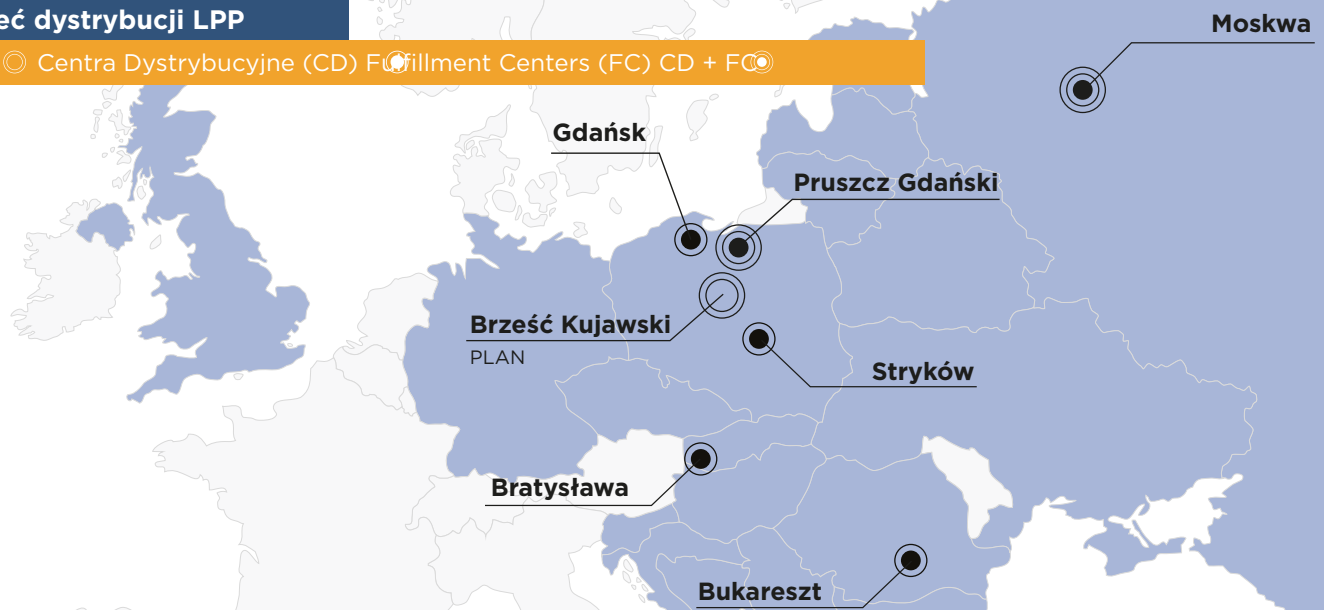 eć dystrybucji LPP
Centra Dystrybucyjne (CD) Fulfillment Centers (FC) CD + FC
Moskwa
Gdańsk
Pruszcz Gdański
Brześć Kujawski
PLAN
Stryków
Bratysława
Bukareszt